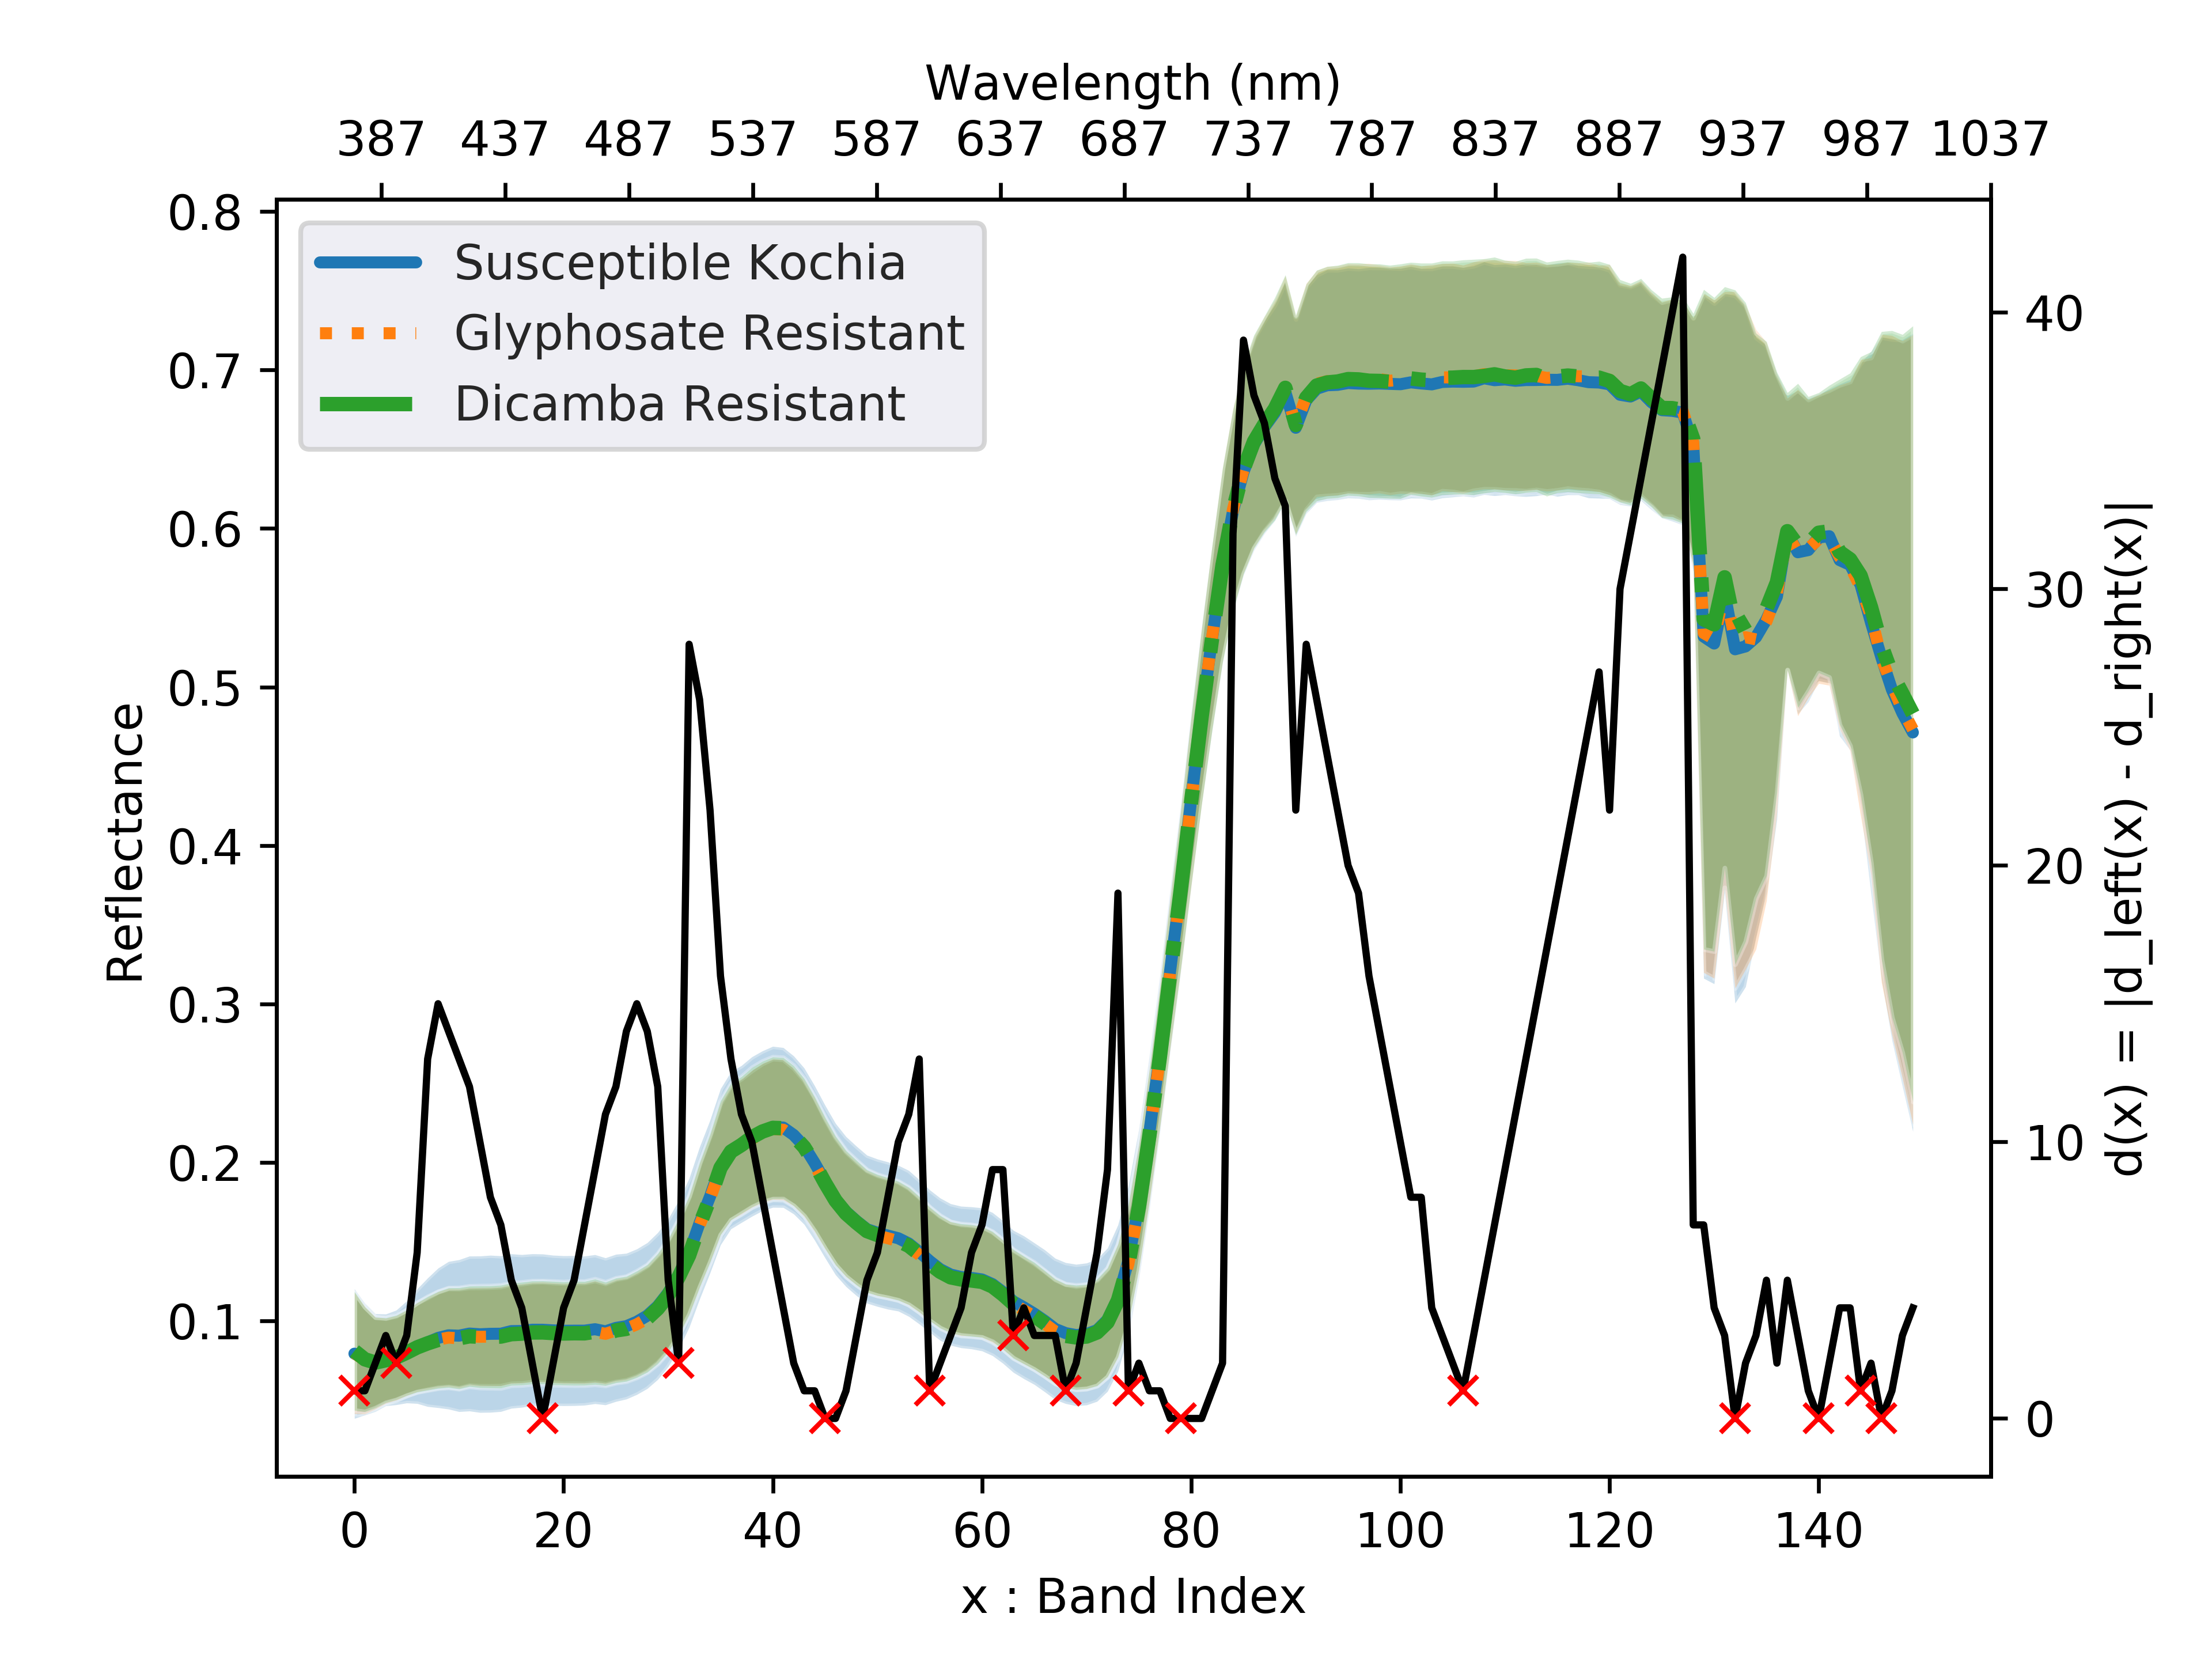 Wavelength (nm)
387 437 487 537 587 637 687 737 787 837 887 937 987 1037
Susceptible Kochia
Glyphosate Resistant
Dicamba Resistant
0.8
0.7
0.6
0.5
0.4
0.3
0.2
0.1
Reflectance
40
30
20
10
0
d(x) = |d_left(x) - d_right(x)|
0 20 40 60 80 100 120 140
x : Band Index